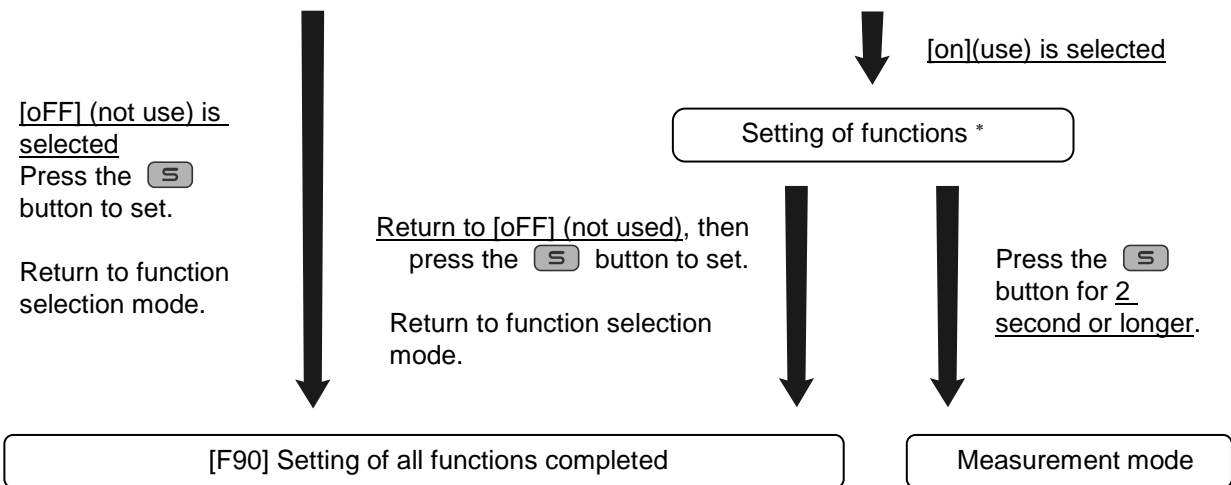 [on](use) is selected
[oFF] (not use) is
selected
Press the S
button to set.
Return to function
selection mode.
Setting of functions *
Return to [oFF] (not used), then
press the S button to set.
Return to function selection
mode.
Press the S
button for 2
second or longer.
[F90] Setting of all functions completed
Measurement mode